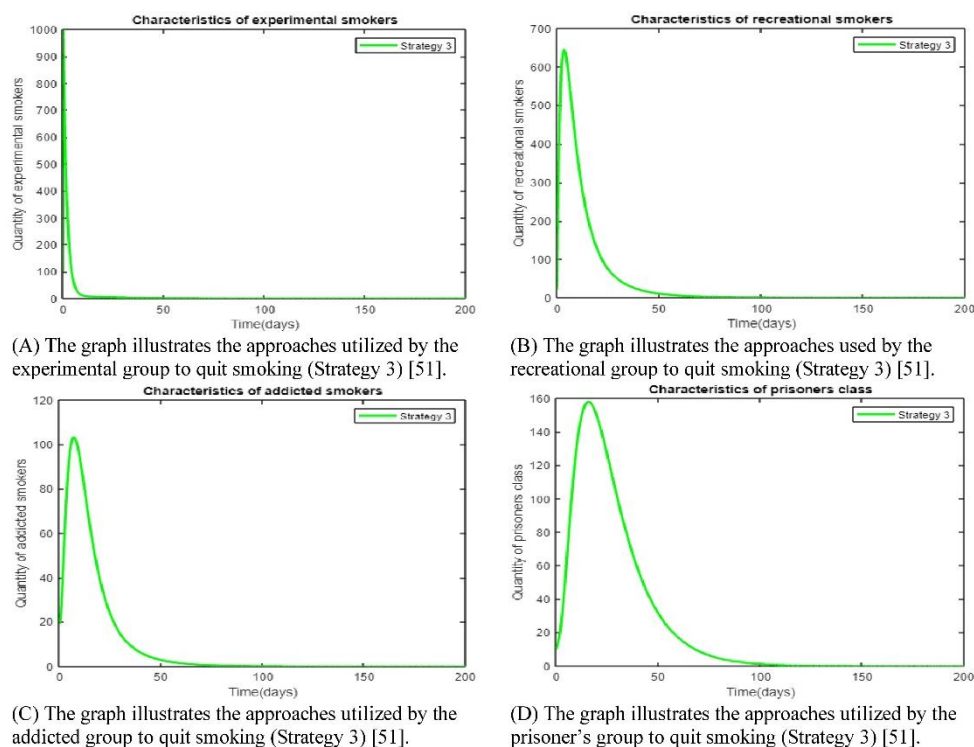 Characteristics of experimental smokers
Strategy 3
Quantity of experimental smokers
1000
900
800
700
600
500
400
300
200
100
0
0 50 100 150 200
Time(days)
(A) The graph illustrates the approaches utilized by the
experimental group to quit smoking (Strategy 3) [51].
Characteristics of recreational smokers
Strategy 3
Quantity of recreational smokers
700
600
500
400
300
200
100
0
0 50 100 150 200
Time(days)
(B) The graph illustrates the approaches used by the
recreational group to quit smoking (Strategy 3) [51].
Characteristics of addicted smokers
Strategy 3
Quantity of addicted smokers
120
100
80
60
40
20
0
0 50 100 150 200
Time(days)
(C) The graph illustrates the approaches utilized by the
addicted group to quit smoking (Strategy 3) [51].
Characteristics of prisoners class
Strategy 3
Quantity of prisoners class
160
140
120
100
80
60
40
20
0
0 50 100 150 200
Time(days)
(D) The graph illustrates the approaches utilized by the
prisoner's group to quit smoking (Strategy 3) [51].